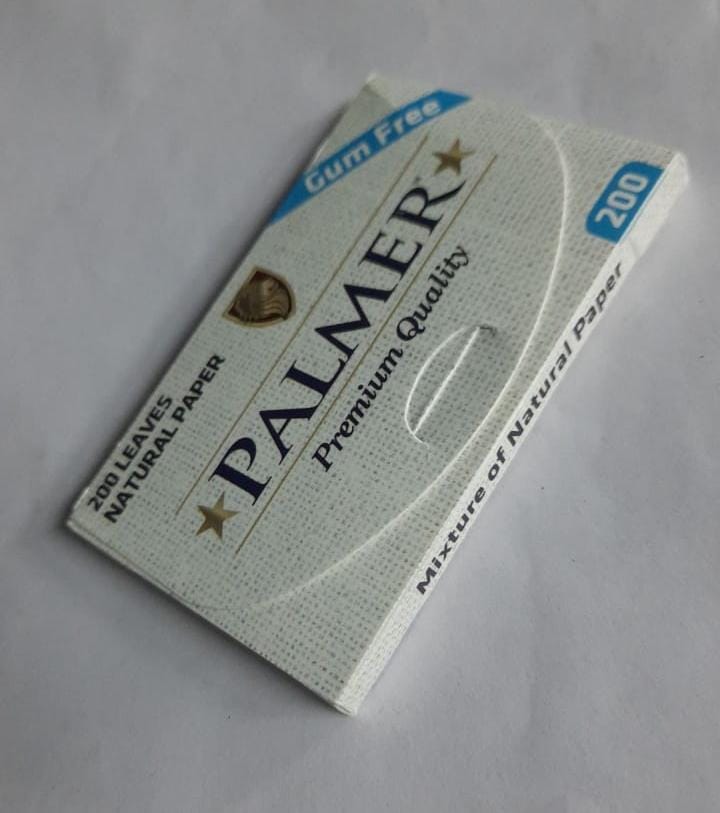 Gum Free
200
PALMER
Premium Quality
200 LEAVES
NATURAL PAPER
Mixture of Natural Paper